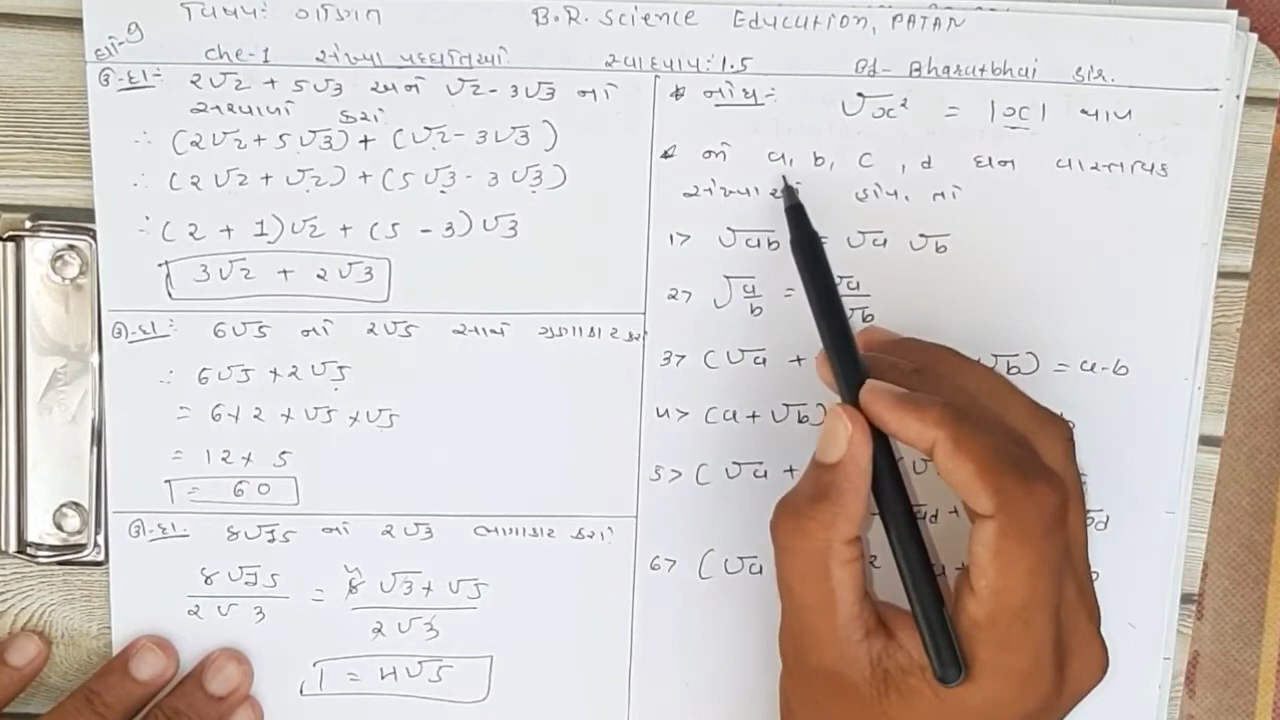 વિષય: ગણિત B.R. Science Education, PATAN
ધો-9 che-1 સંખ્યા પદ્ધતિઓ સ્વાધ્યાય: 1.5 Bharatbhai Sir.
ઉ.દા: 2√2 + 5√3 અને √2 - 3√3 નો
સરવાળો કરો
∴ (2√2 + 5√3) + (√2 - 3√3)
∴ (2√2 + √2) + (5√3 - 3√3)
∴ (2 + 1)√2 + (5 - 3)√3
3√2 + 2√3
ઉ.દા: 6√5 નો 2√5 સાથે ગુણાકાર કરો
∴ 6√5 × 2√5
= 6 × 2 × √5 × √5
= 12 × 5
= 60
ઉ.દા. 8√15 નો 2√3 ભાગાકાર કરો?
8√15 / 2√3 = 8 √3 × √5 / 2√3
= 4√5
* નોંધ:- √x² = |x| થાય
* જો a, b, c, d ધન વાસ્તવિક
સંખ્યાઓ હોય. તો
1> √ab = √a √b
2> √a/b = √a/√b
3> (√a + √b) = a-b
4> (a + √b)
5> (√a +
6> (√a